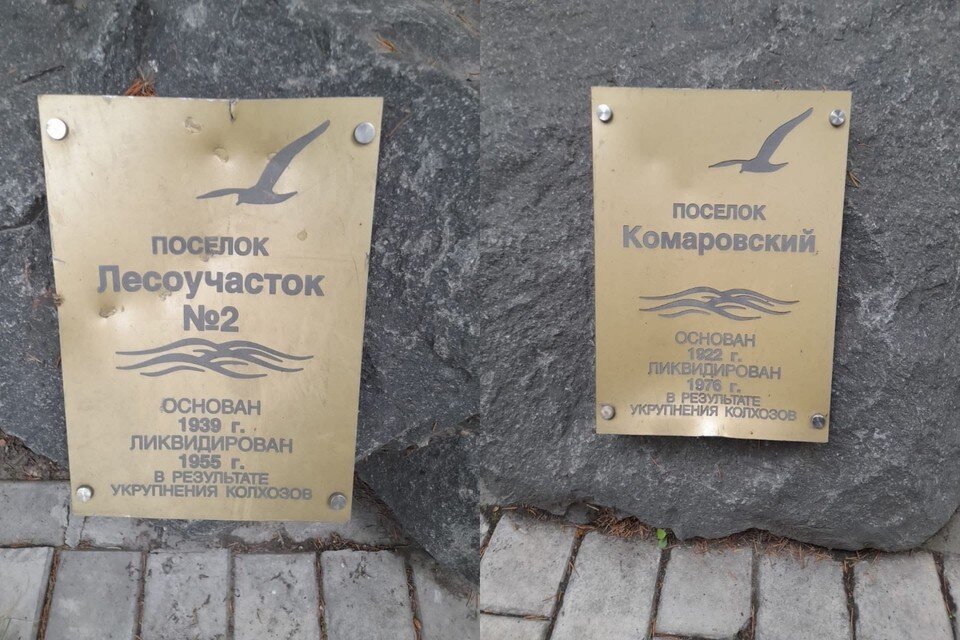 ПОСЕЛОК
Лесоучасток
№2
ОСНОВАН
1939 г.
ЛИКВИДИРОВАН
1955 г.
В РЕЗУЛЬТАТЕ
УКРУПНЕНИЯ КОЛХОЗОВ
ПОСЕЛОК
Комаровский
ОСНОВАН
1922 г.
ЛИКВИДИРОВАН
1976 г.
В РЕЗУЛЬТАТЕ
УКРУПНЕНИЯ КОЛХОЗОВ